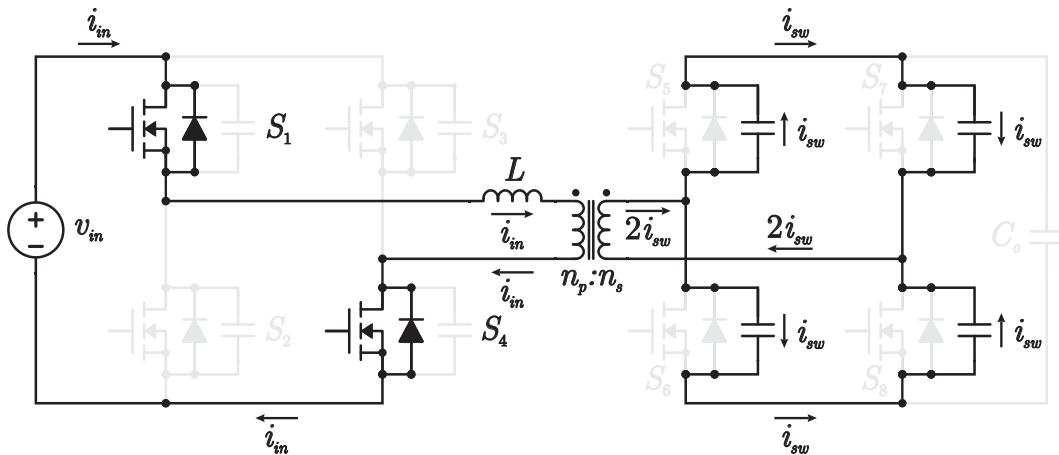 i_in
i_sw
S_5
S_7
S_1
S_3
i_sw
i_sw
L
v_in
i_in
2i_sw
2i_sw
C_o
i_in
n_p:n_s
S_2
S_4
i_sw
i_sw
S_6
S_8
i_in
i_sw